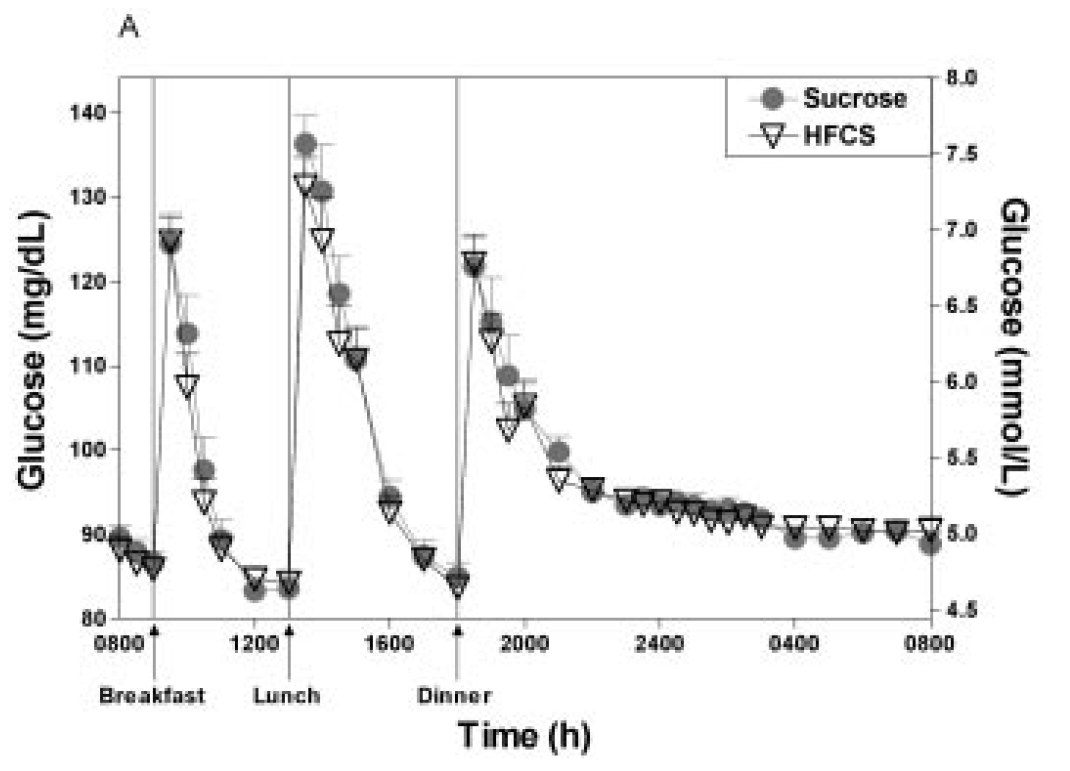 A
Sucrose
HFCS
Glucose (mg/dL)
140
130
120
110
100
90
80
8.0
7.5
7.0
6.5
6.0
5.5
5.0
4.5
Glucose (mmol/L)
0800 1200 1600 2000 2400 0400 0800
Breakfast Lunch Dinner
Time (h)